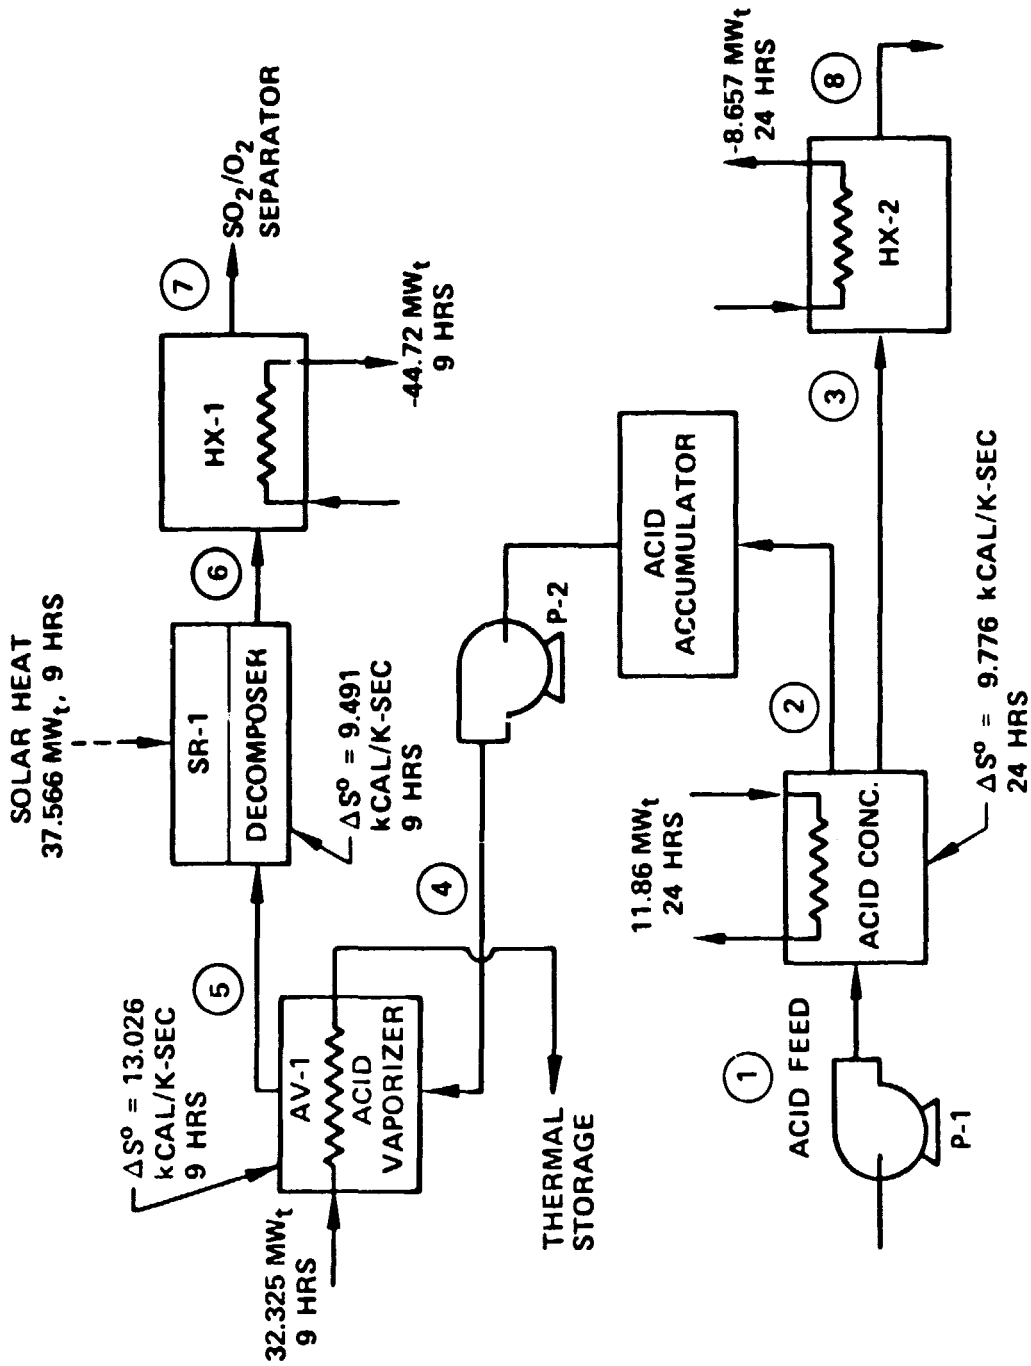 SOLAR HEAT
37.566 MWt, 9 HRS
ΔSº = 13.026
kCAL/K-SEC
9 HRS
32.325 MWt
9 HRS
AV-1
ACID
VAPORIZER
THERMAL
STORAGE
5
SR-1
DECOMPOSER
ΔSº = 9.491
kCAL/K-SEC
9 HRS
6
HX-1
7
SO2/O2
SEPARATOR
-44.72 MWt
9 HRS
4
P-2
ACID
ACCUMULATOR
ACID FEED
1
P-1
11.86 MWt
24 HRS
ACID CONC.
2
ΔSº = 9.776 kCAL/K-SEC
24 HRS
3
HX-2
-8.657 MWt
24 HRS
8